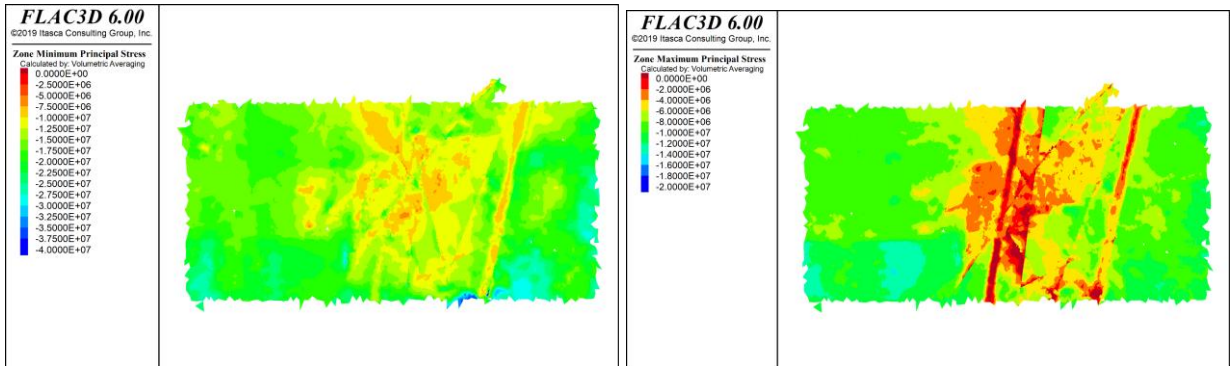 FLAC3D 6.00
©2019 Itasca Consulting Group, Inc.
Zone Minimum Principal Stress
Calculated by: Volumetric Averaging
0.0000E+00
-2.5000E+06
-5.0000E+06
-7.5000E+06
-1.0000E+07
-1.2500E+07
-1.5000E+07
-1.7500E+07
-2.0000E+07
-2.2500E+07
-2.5000E+07
-2.7500E+07
-3.0000E+07
-3.2500E+07
-3.5000E+07
-3.7500E+07
-4.0000E+07
FLAC3D 6.00
©2019 Itasca Consulting Group, Inc.
Zone Maximum Principal Stress
Calculated by: Volumetric Averaging
0.0000E+00
-2.0000E+06
-4.0000E+06
-6.0000E+06
-8.0000E+06
-1.0000E+07
-1.2000E+07
-1.4000E+07
-1.6000E+07
-1.8000E+07
-2.0000E+07